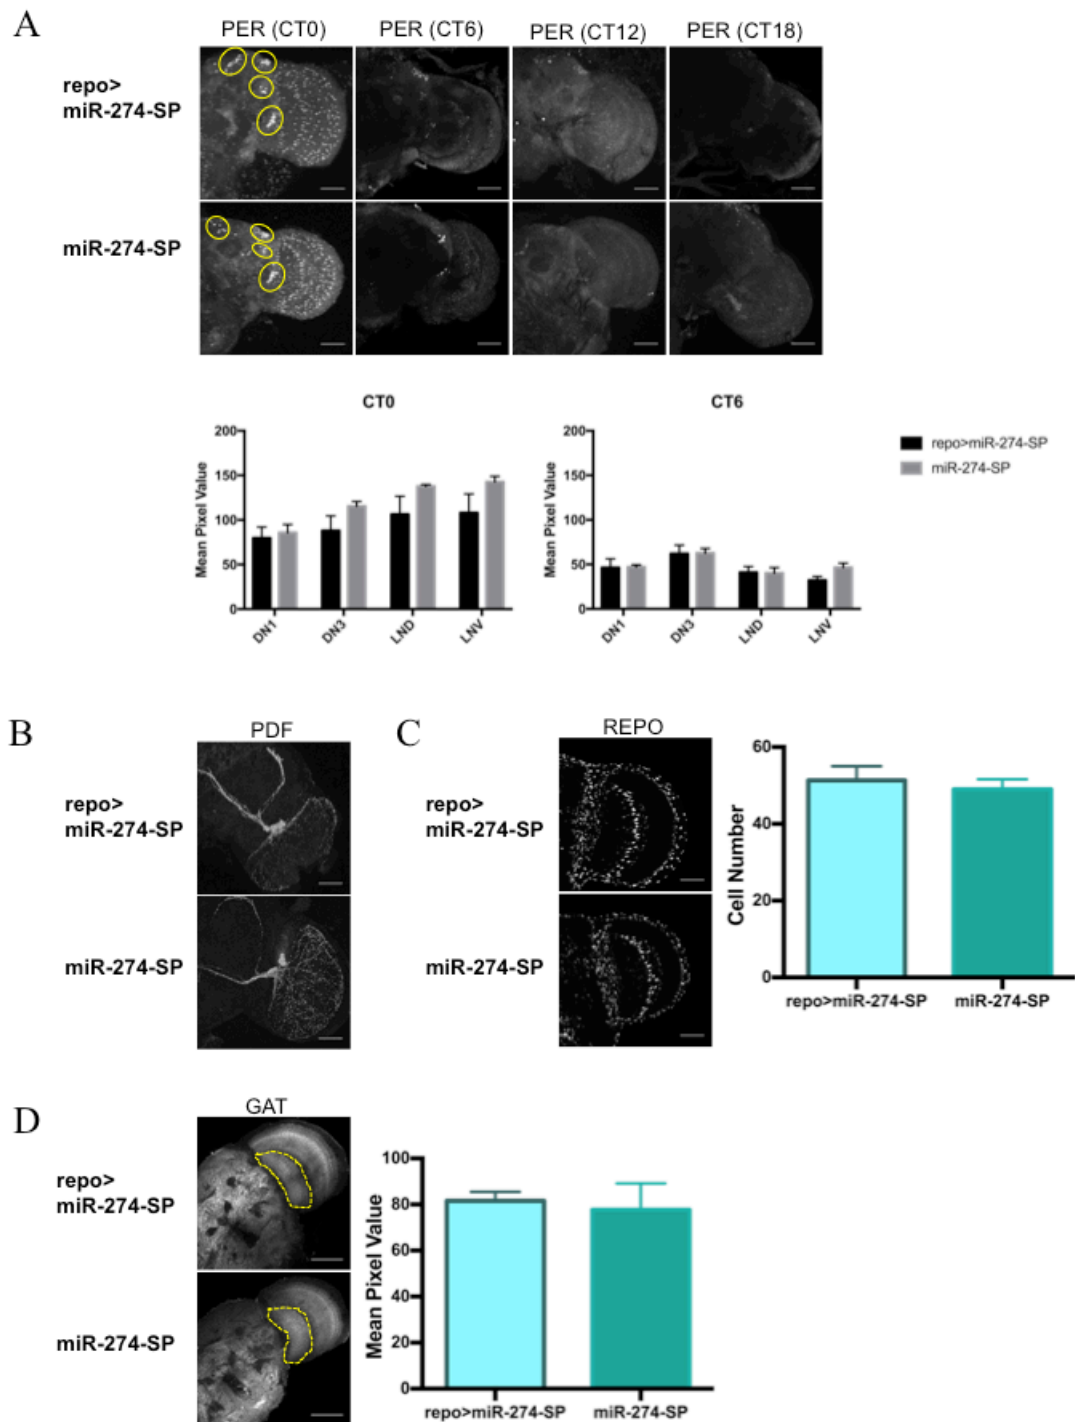 A
PER (CT0) PER (CT6) PER (CT12) PER (CT18)
repo>
miR-274-SP
miR-274-SP
CT0
Mean Pixel Value
200
150
100
50
0
DN1 DN3 LND LNV
CT6
Mean Pixel Value
200
150
100
50
0
DN1 DN3 LND LNV
repo>miR-274-SP
miR-274-SP
B
PDF
repo>
miR-274-SP
miR-274-SP
C
REPO
repo>
miR-274-SP
miR-274-SP
Cell Number
60
40
20
0
repo>miR-274-SP miR-274-SP
D
GAT
repo>
miR-274-SP
miR-274-SP
Mean Pixel Value
100
80
60
40
20
0
repo>miR-274-SP miR-274-SP